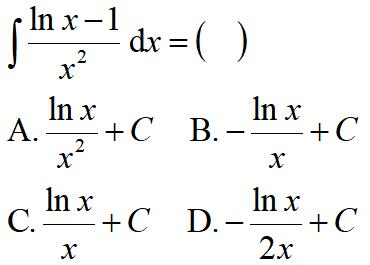 ∫ (ln x − 1)/x² dx = (  )
A. ln x/x² + C  B. − ln x/x + C
C. ln x/x + C  D. − ln x/2x + C